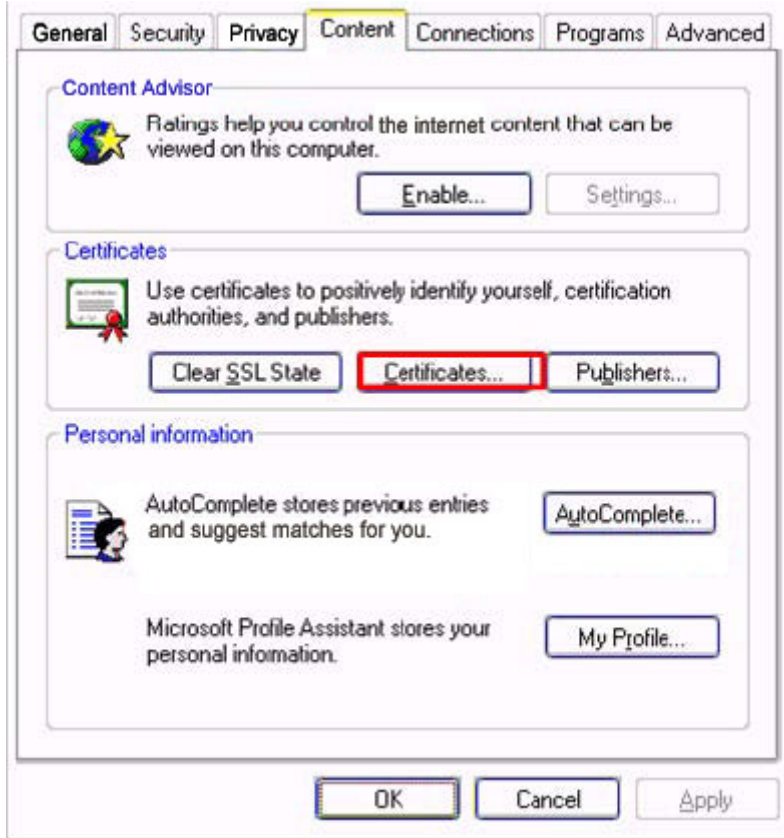 General Security Privacy Content Connections Programs Advanced
Content Advisor
Ratings help you control the internet content that can be
viewed on this computer.
Enable... Settings...
Certificates
Use certificates to positively identify yourself, certification
authorities, and publishers.
Clear SSL State Certificates... Publishers...
Personal information
AutoComplete stores previous entries
and suggest matches for you.
AutoComplete...
Microsoft Profile Assistant stores your
personal information.
My Profile...
OK Cancel Apply